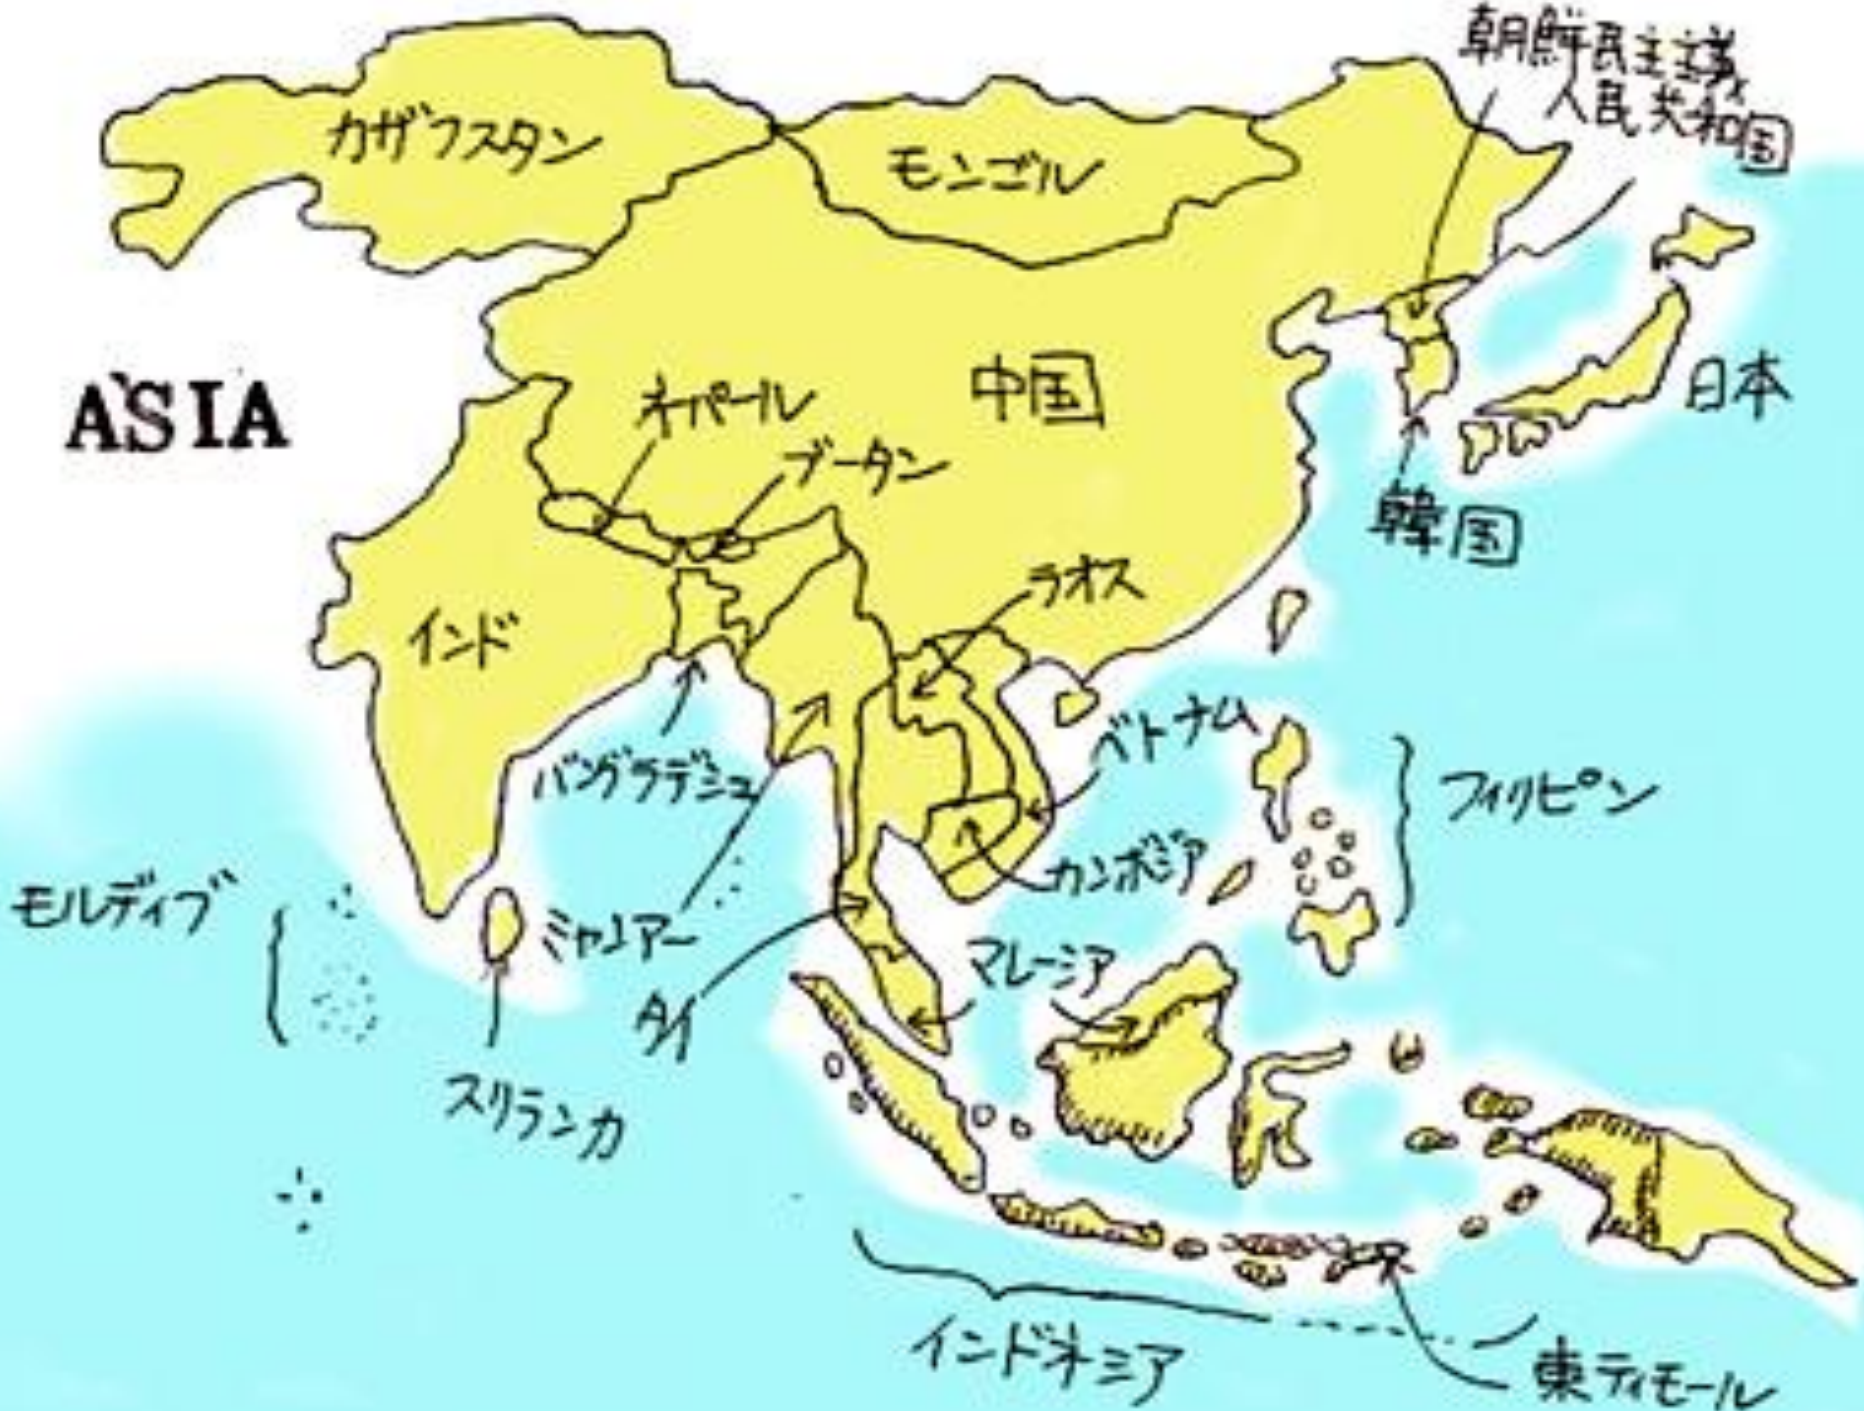 朝鮮民主主義
人民共和国
カザフスタン
モンゴル
ASIA
中国
日本
ネパール
ブータン
韓国
インド
ラオス
バングラデシュ
ベトナム
フィリピン
カンボジア
モルディブ
ミャンマー
マレーシア
タイ
スリランカ
インドネシア
東ティモール